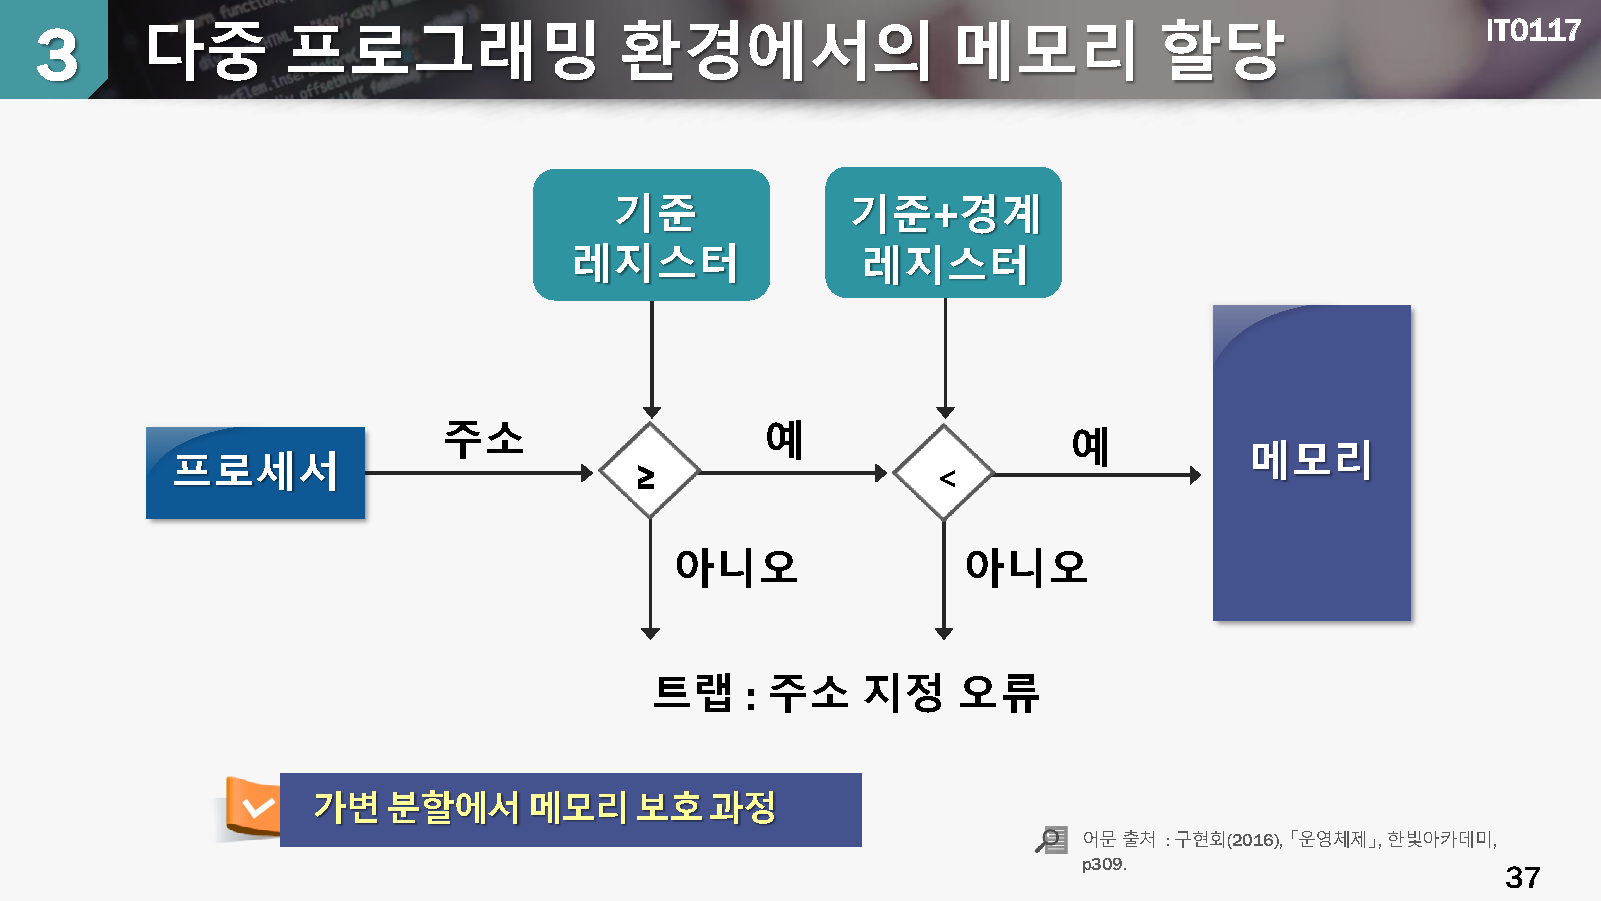 3
다중 프로그래밍 환경에서의 메모리 할당
IT0117
기준
레지스터
기준+경계
레지스터
프로세서
주소
≥
예
<
예
메모리
아니오
아니오
트랩 : 주소 지정 오류
가변 분할에서 메모리 보호 과정
어문 출처 : 구현회(2016), 「운영체제」, 한빛아카데미,
p309.
37